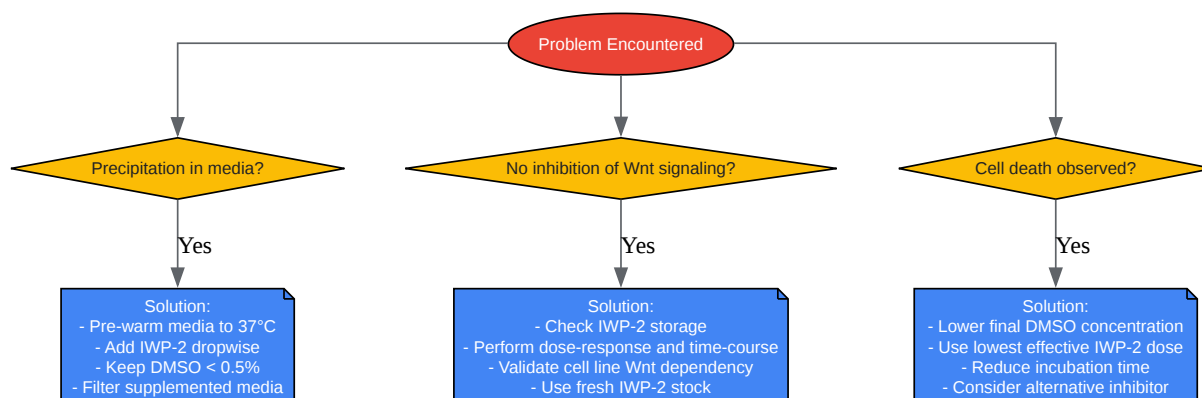 Problem Encountered
Precipitation in media?
No inhibition of Wnt signaling?
Cell death observed?
Yes
Yes
Yes
Solution:
- Pre-warm media to 37°C
- Add IWP-2 dropwise
- Keep DMSO < 0.5%
- Filter supplemented media
Solution:
- Check IWP-2 storage
- Perform dose-response and time-course
- Validate cell line Wnt dependency
- Use fresh IWP-2 stock
Solution:
- Lower final DMSO concentration
- Use lowest effective IWP-2 dose
- Reduce incubation time
- Consider alternative inhibitor